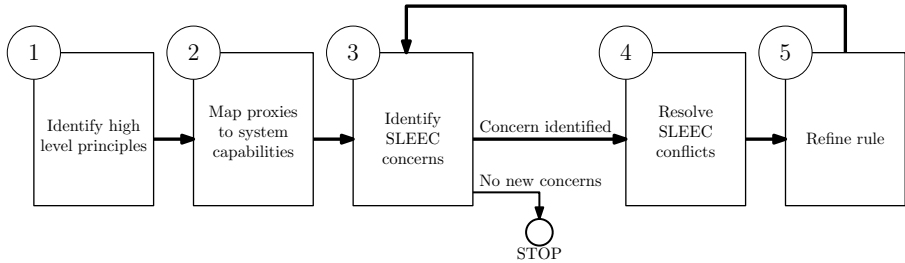 1
Identify high
level principles
2
Map proxies
to system
capabilities
3
Identify
SLEEC
concerns
Concern identified
No new concerns
STOP
4
Resolve
SLEEC
conflicts
5
Refine rule